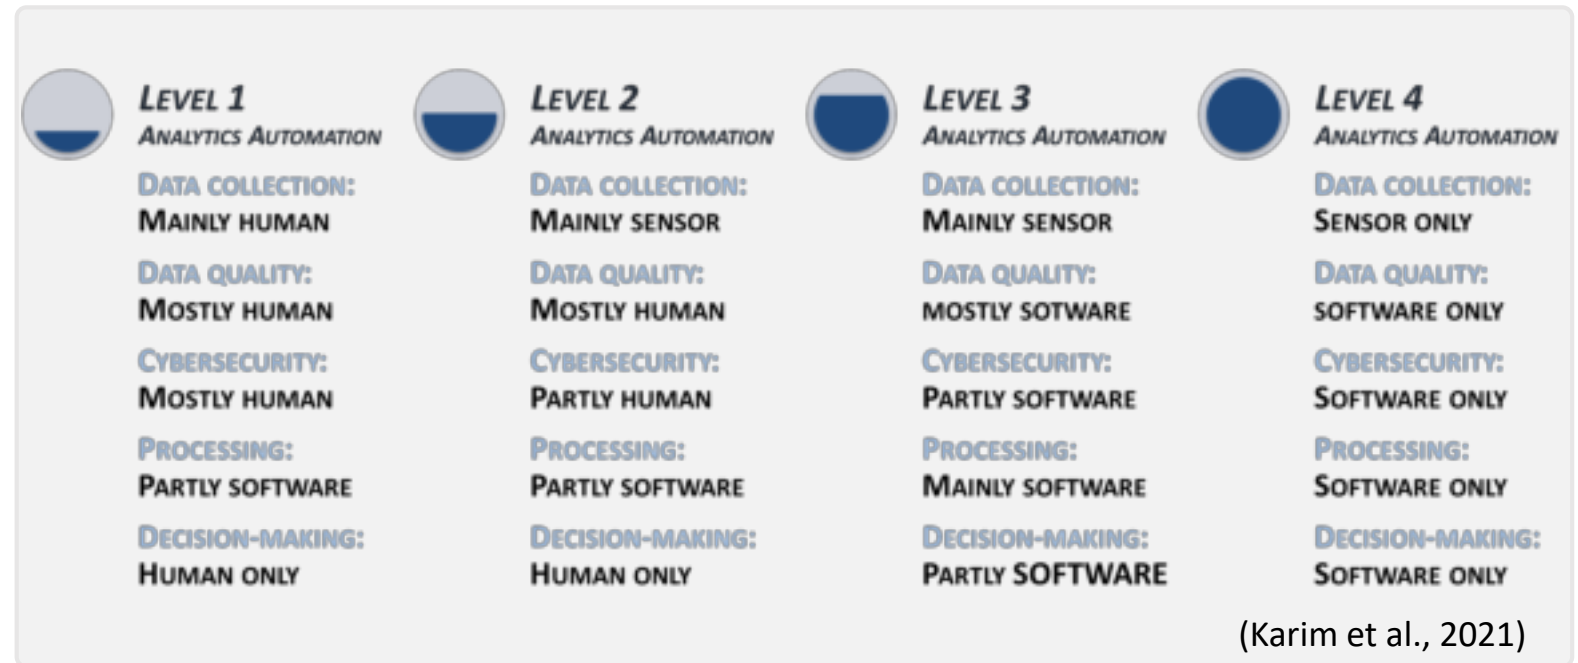 LEVEL 1
ANALYTICS AUTOMATION
DATA COLLECTION:
MAINLY HUMAN
DATA QUALITY:
MOSTLY HUMAN
CYBERSECURITY:
MOSTLY HUMAN
PROCESSING:
PARTLY SOFTWARE
DECISION-MAKING:
HUMAN ONLY
LEVEL 2
ANALYTICS AUTOMATION
DATA COLLECTION:
MAINLY SENSOR
DATA QUALITY:
MOSTLY HUMAN
CYBERSECURITY:
PARTLY HUMAN
PROCESSING:
PARTLY SOFTWARE
DECISION-MAKING:
HUMAN ONLY
LEVEL 3
ANALYTICS AUTOMATION
DATA COLLECTION:
MAINLY SENSOR
DATA QUALITY:
MOSTLY SOTWARE
CYBERSECURITY:
PARTLY SOFTWARE
PROCESSING:
MAINLY SOFTWARE
DECISION-MAKING:
PARTLY SOFTWARE
LEVEL 4
ANALYTICS AUTOMATION
DATA COLLECTION:
SENSOR ONLY
DATA QUALITY:
SOFTWARE ONLY
CYBERSECURITY:
SOFTWARE ONLY
PROCESSING:
SOFTWARE ONLY
DECISION-MAKING:
SOFTWARE ONLY
(Karim et al., 2021)